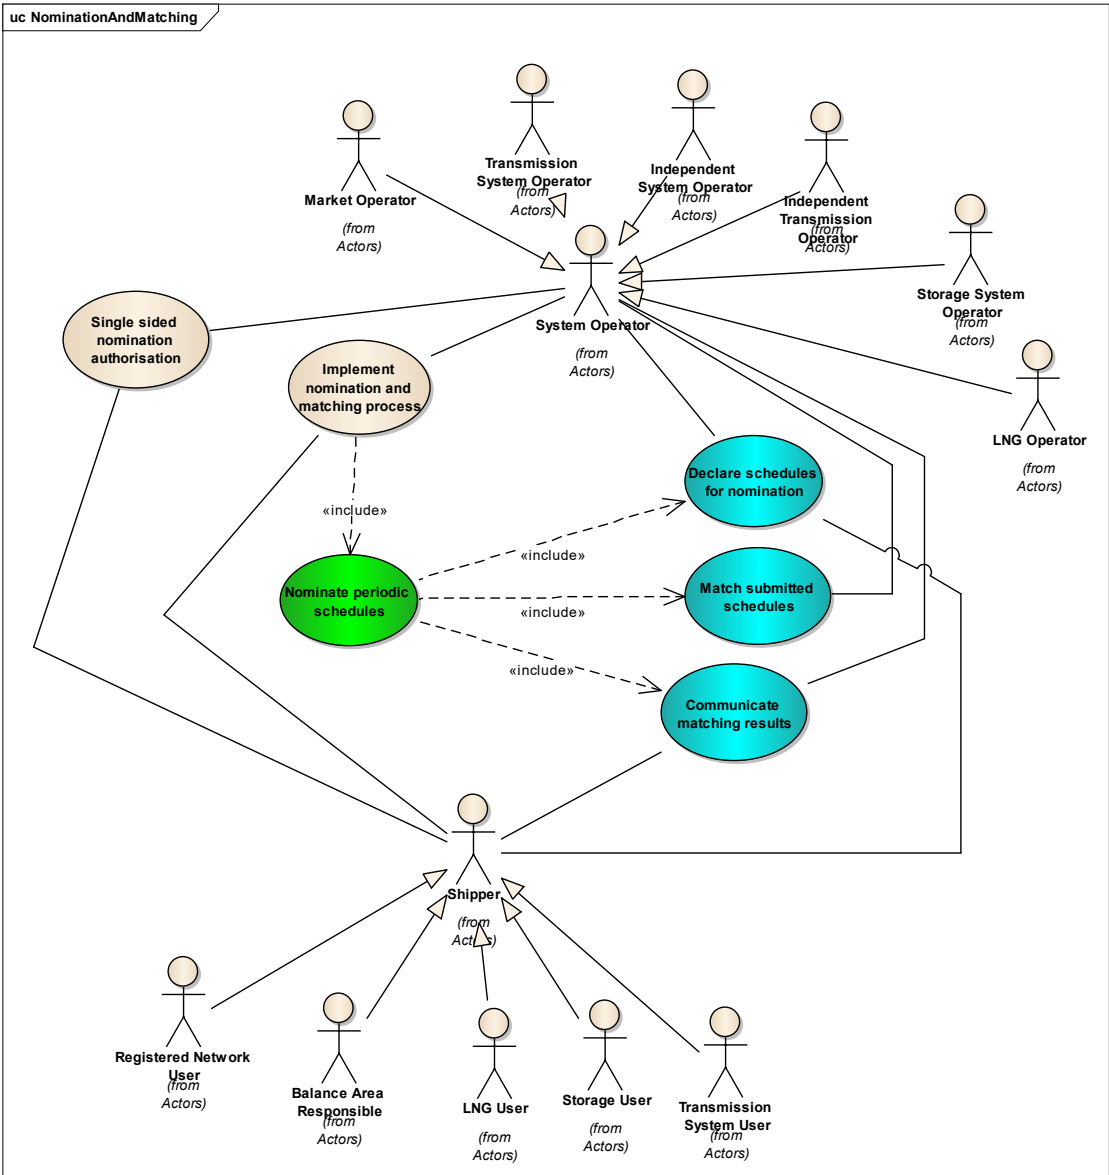 uc NominationAndMatching
Market Operator
(from
Actors)
Transmission
System Operator
(from
Actors)
Independent
System Operator
(from
Actors)
Independent
Transmission
Operator
(from
Actors)
Storage System
Operator
(from
Actors)
System Operator
(from
Actors)
LNG Operator
(from
Actors)
Single sided
nomination
authorisation
Implement
nomination and
matching process
«include»
Declare schedules
for nomination
«include»
Nominate periodic
schedules
Match submitted
schedules
«include»
«include»
Communicate
matching results
Shipper
(from
Actors)
Registered Network
User
(from
Actors)
Balance Area
Responsible
(from
Actors)
LNG User
(from
Actors)
Storage User
(from
Actors)
Transmission
System User
(from
Actors)